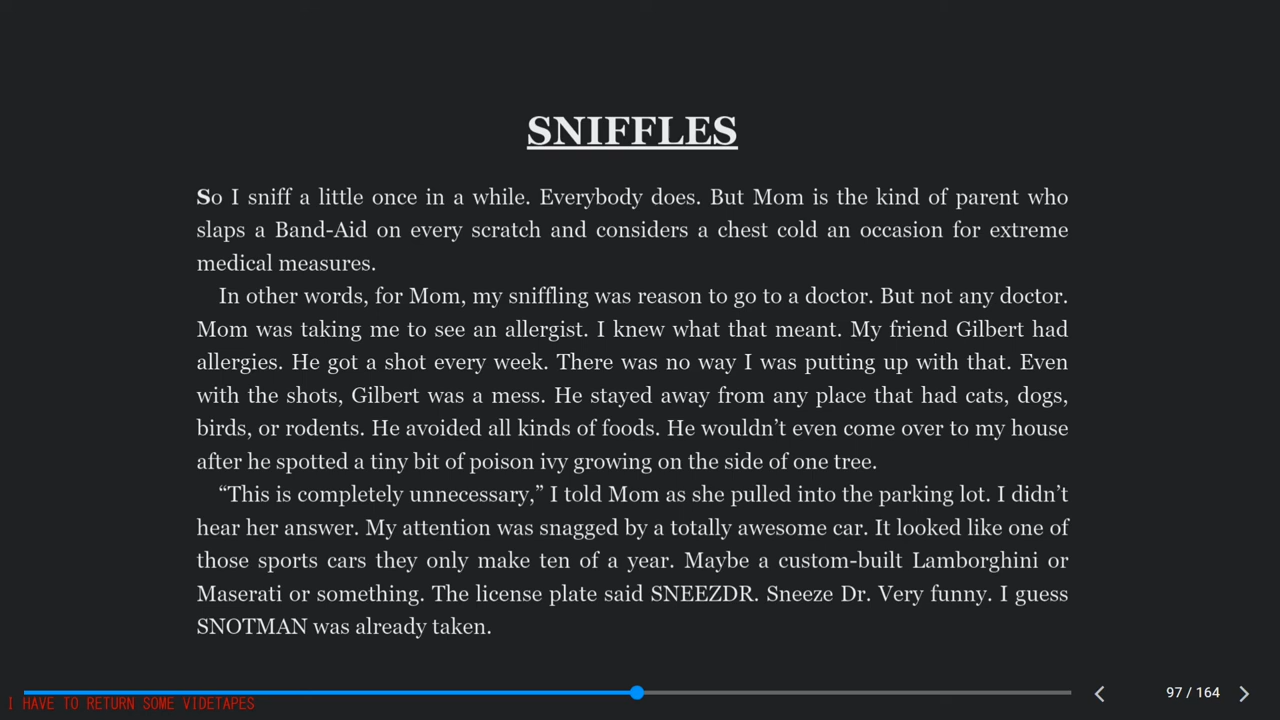 SNIFFLES
So I sniff a little once in a while. Everybody does. But Mom is the kind of parent who
slaps a Band-Aid on every scratch and considers a chest cold an occasion for extreme
medical measures.
In other words, for Mom, my sniffling was reason to go to a doctor. But not any doctor.
Mom was taking me to see an allergist. I knew what that meant. My friend Gilbert had
allergies. He got a shot every week. There was no way I was putting up with that. Even
with the shots, Gilbert was a mess. He stayed away from any place that had cats, dogs,
birds, or rodents. He avoided all kinds of foods. He wouldn’t even come over to my house
after he spotted a tiny bit of poison ivy growing on the side of one tree.
“This is completely unnecessary,” I told Mom as she pulled into the parking lot. I didn’t
hear her answer. My attention was snagged by a totally awesome car. It looked like one of
those sports cars they only make ten of a year. Maybe a custom-built Lamborghini or
Maserati or something. The license plate said SNEEZDR. Sneeze Dr. Very funny. I guess
SNOTMAN was already taken.
I HAVE TO RETURN SOME VIDETAPES
97 / 164